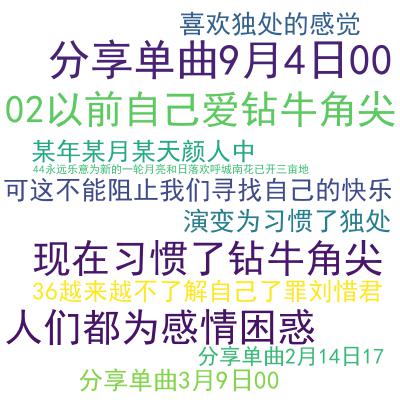 喜欢独处的感觉
分享单曲9月4日00
02以前自己爱钻牛角尖
某年某月某天颜人中
44永远乐意为新的一轮月亮和日落欢呼城南花已开三亩地
可这不能阻止我们寻找自己的快乐
演变为习惯了独处
现在习惯了钻牛角尖
36越来越不了解自己了罪刘惜君
人们都为感情困惑
分享单曲2月14日17
分享单曲3月9日00